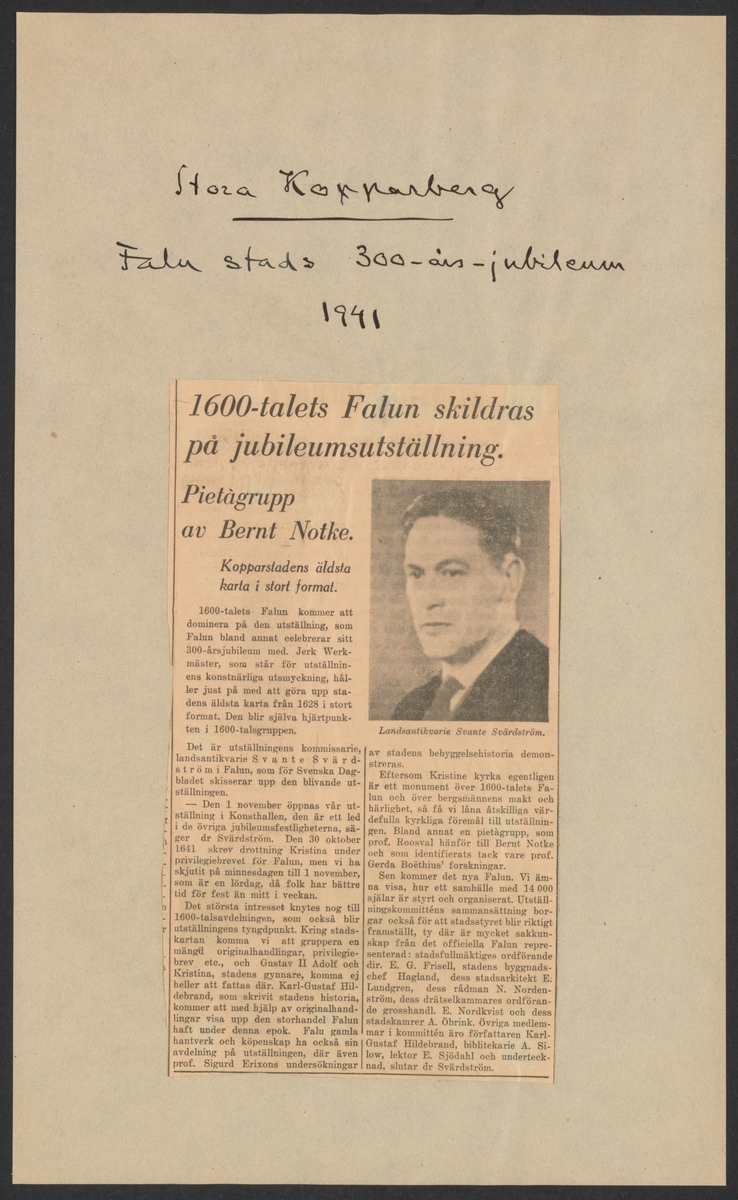 Stora Kopparberg
Falu stads 300-års-jubileum
1941
1600-talets Falun skildras
på jubileumsutställning.
Pietàgrupp
av Bernt Notke.
Kopparstadens äldsta
karta i stort format.
1600-talets Falun kommer att
dominera på den utställning, som
Falun bland annat celebrerar sitt
300-årsjubileum med. Jerk Werk-
mäster, som står för utställnin-
ens konstnärliga utsmyckning, hål-
ler just på med att göra upp sta-
dens äldsta karta från 1628 i stort
format. Den blir själva hjärtpunk-
ten i 1600-talsgruppen.
Landsantikvarie Svante Svärdström.
Det är utställningens kommissarie,
landsantikvarie Svante Svärd-
ström i Falun, som för Svenska Dag-
bladet skisserar upp den blivande ut-
ställningen.
— Den 1 november öppnas vår ut-
ställning i Konsthallen, den är ett led
i de övriga jubileumsfestligheterna, sä-
ger dr Svärdström. Den 30 oktober
1641 skrev drottning Kristina under
privilegiebrevet för Falun, men vi ha
skjutit på minnesdagen till 1 november,
som är en lördag, då folk har bättre
tid för fest än mitt i veckan.
Det största intresset knytes nog till
1600-talsavdelningen, som också blir
utställningens tyngdpunkt. Kring stads-
kartan komma vi att gruppera en
mängd originalhandlingar, privilegie-
brev etc., och Gustav II Adolf och
Kristina, stadens gynnare, komma ej
heller att fattas där. Karl-Gustaf Hil-
debrand, som skrivit stadens historia,
kommer att med hjälp av originalhand-
lingar visa upp den storhandel Falun
haft under denna epok. Falu gamla
hantverk och köpenskap ha också sin
avdelning på utställningen, där även
prof. Sigurd Erixons undersökningar
av stadens bebyggelsehistoria demon-
streras.
Eftersom Kristine kyrka egentligen
är ett monument över 1600-talets Fa-
lun och över bergsmännens makt och
härlighet, så få vi låna åtskilliga vär-
defulla kyrkliga föremål till utställnin-
gen. Bland annat en pietàgrupp, som
prof. Roosval hänför till Bernt Notke
och som identifierats tack vare prof.
Gerda Boëthius' forskningar.
Sen kommer det nya Falun. Vi äm-
na visa, hur ett samhälle med 14 000
själar är styrt och organiserat. Utställ-
ningskommitténs sammansättning bor-
gar också för att stadsstyret blir riktigt
framställt, ty där är mycket sakkun-
skap från det officiella Falun repre-
senterad: stadsfullmäktiges ordförande
dir. E. G. Frisell, stadens byggnads-
chef Hagland, dess stadsarkitekt E.
Lundgren, dess rådman N. Norden-
ström, dess drätselkammares ordföran-
de grosshandl. E. Nordkvist och dess
stadskamrer A. Öbrink. Övriga medlem-
mar i kommittén äro författaren Karl-
Gustaf Hildebrand, biblitekarie A. Si-
low, lektor E. Sjödahl och underteck-
nad, slutar dr Svärdström.